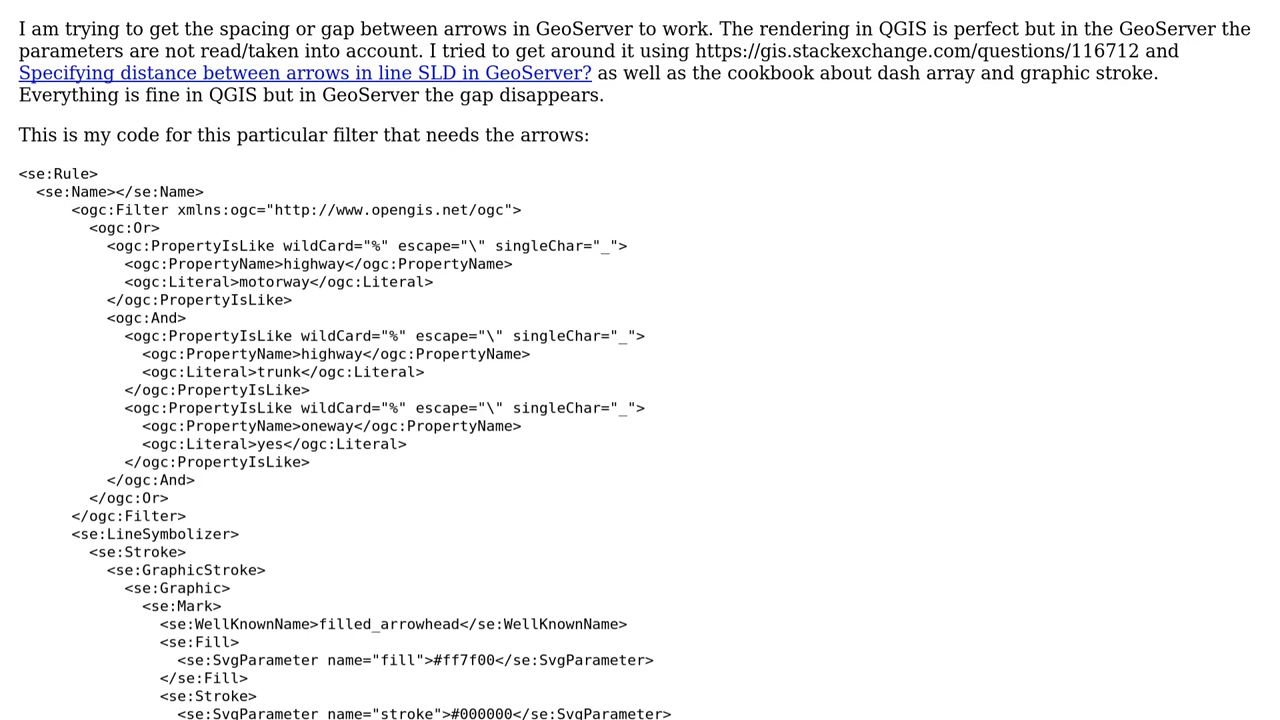 I am trying to get the spacing or gap between arrows in GeoServer to work. The rendering in QGIS is perfect but in the GeoServer the
parameters are not read/taken into account. I tried to get around it using https://gis.stackexchange.com/questions/116712 and
Specifying distance between arrows in line SLD in GeoServer? as well as the cookbook about dash array and graphic stroke.
Everything is fine in QGIS but in GeoServer the gap disappears.
This is my code for this particular filter that needs the arrows:
<se:Rule>
  <se:Name></se:Name>
      <ogc:Filter xmlns:ogc="http://www.opengis.net/ogc">
        <ogc:Or>
          <ogc:PropertyIsLike wildCard="%" escape="\" singleChar="_">
            <ogc:PropertyName>highway</ogc:PropertyName>
            <ogc:Literal>motorway</ogc:Literal>
          </ogc:PropertyIsLike>
          <ogc:And>
            <ogc:PropertyIsLike wildCard="%" escape="\" singleChar="_">
              <ogc:PropertyName>highway</ogc:PropertyName>
              <ogc:Literal>trunk</ogc:Literal>
            </ogc:PropertyIsLike>
            <ogc:PropertyIsLike wildCard="%" escape="\" singleChar="_">
              <ogc:PropertyName>oneway</ogc:PropertyName>
              <ogc:Literal>yes</ogc:Literal>
            </ogc:PropertyIsLike>
          </ogc:And>
        </ogc:Or>
      </ogc:Filter>
      <se:LineSymbolizer>
        <se:Stroke>
          <se:GraphicStroke>
            <se:Graphic>
              <se:Mark>
                <se:WellKnownName>filled_arrowhead</se:WellKnownName>
                <se:Fill>
                  <se:SvgParameter name="fill">#ff7f00</se:SvgParameter>
                </se:Fill>
                <se:Stroke>
                  <se:SvgParameter name="stroke">#000000</se:SvgParameter>